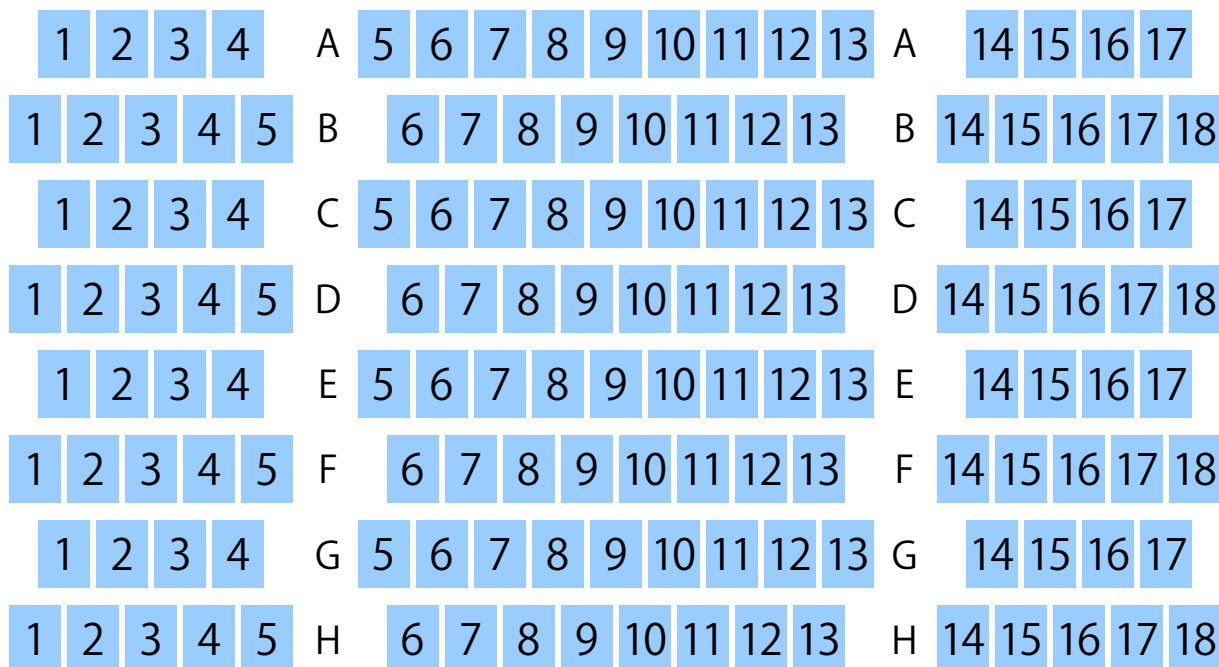 1 2 3 4 A 5 6 7 8 9 10 11 12 13 A 14 15 16 17
1 2 3 4 5 B 6 7 8 9 10 11 12 13 B 14 15 16 17 18
1 2 3 4 C 5 6 7 8 9 10 11 12 13 C 14 15 16 17
1 2 3 4 5 D 6 7 8 9 10 11 12 13 D 14 15 16 17 18
1 2 3 4 E 5 6 7 8 9 10 11 12 13 E 14 15 16 17
1 2 3 4 5 F 6 7 8 9 10 11 12 13 F 14 15 16 17 18
1 2 3 4 G 5 6 7 8 9 10 11 12 13 G 14 15 16 17
1 2 3 4 5 H 6 7 8 9 10 11 12 13 H 14 15 16 17 18